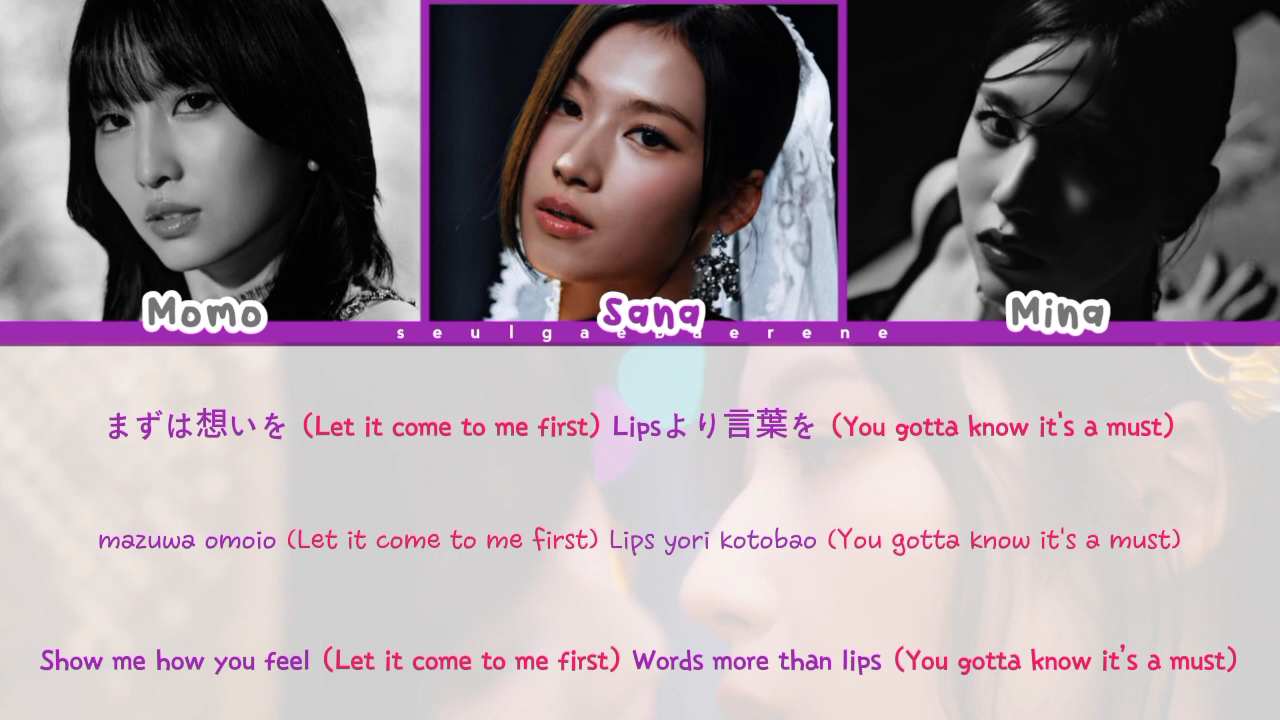 Momo
Sana
Mina
seulgabaerene
まずは想いを (Let it come to me first) Lipsより言葉を (You gotta know it's a must)
mazuwa omoio (Let it come to me first) Lips yori kotobao (You gotta know it's a must)
Show me how you feel (Let it come to me first) Words more than lips (You gotta know it's a must)